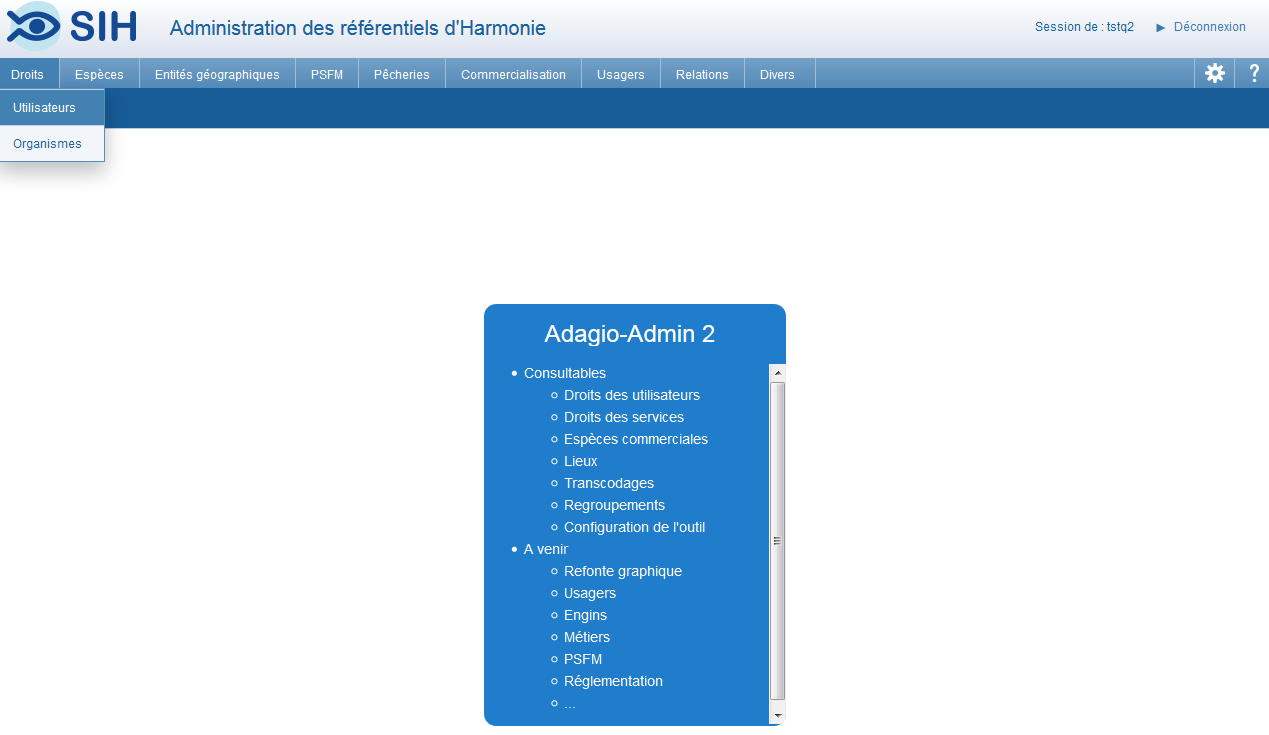 SIH Administration des référentiels d'Harmonie Session de : tstq2 Déconnexion
Droits Espèces Entités géographiques PSFM Pêcheries Commercialisation Usagers Relations Divers ?
Utilisateurs
Organismes
Adagio-Admin 2
Consultables
Droits des utilisateurs
Droits des services
Espèces commerciales
Lieux
Transcodages
Regroupements
Configuration de l'outil
A venir
Refonte graphique
Usagers
Engins
Métiers
PSFM
Réglementation
...